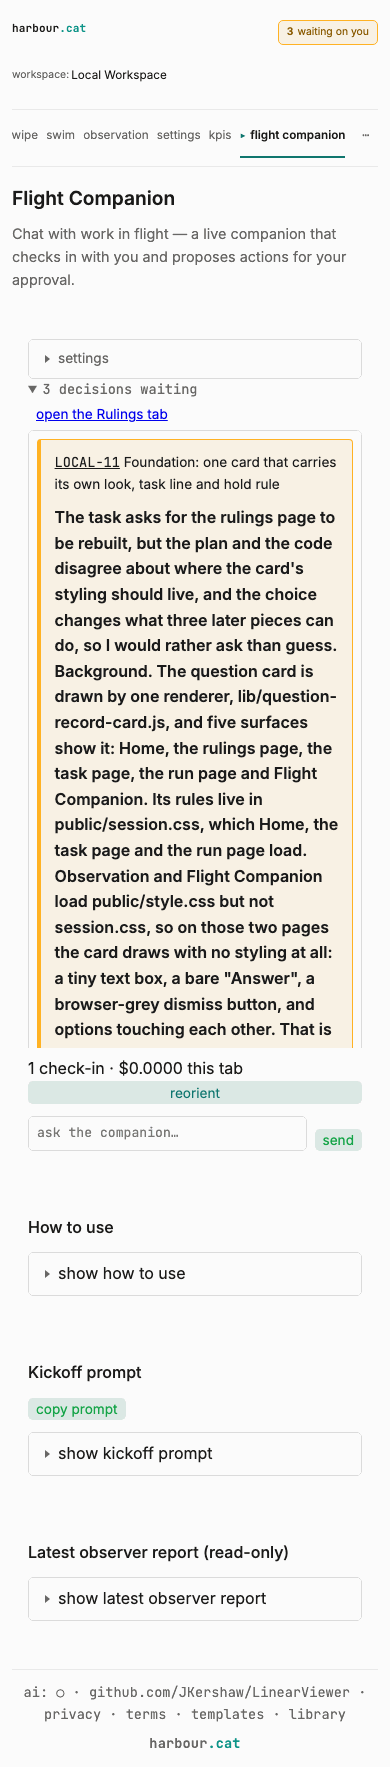 harbour.cat
3 waiting on you
workspace: Local Workspace
wipe swim observation settings kpis ▸ flight companion …
Flight Companion
Chat with work in flight — a live companion that
checks in with you and proposes actions for your
approval.
▸ settings
▼ 3 decisions waiting
open the Rulings tab
LOCAL-11 Foundation: one card that carries
its own look, task line and hold rule
The task asks for the rulings page to
be rebuilt, but the plan and the code
disagree about where the card's
styling should live, and the choice
changes what three later pieces can
do, so I would rather ask than guess.
Background. The question card is
drawn by one renderer, lib/question-
record-card.js, and five surfaces
show it: Home, the rulings page, the
task page, the run page and Flight
Companion. Its rules live in
public/session.css, which Home, the
task page and the run page load.
Observation and Flight Companion
load public/style.css but not
session.css, so on those two pages
the card draws with no styling at all:
a tiny text box, a bare "Answer", a
browser-grey dismiss button, and
options touching each other. That is
1 check-in · $0.0000 this tab
reorient
ask the companion…
send
How to use
▸ show how to use
Kickoff prompt
copy prompt
▸ show kickoff prompt
Latest observer report (read-only)
▸ show latest observer report
ai: ○ · github.com/JKershaw/LinearViewer ·
privacy · terms · templates · library
harbour.cat